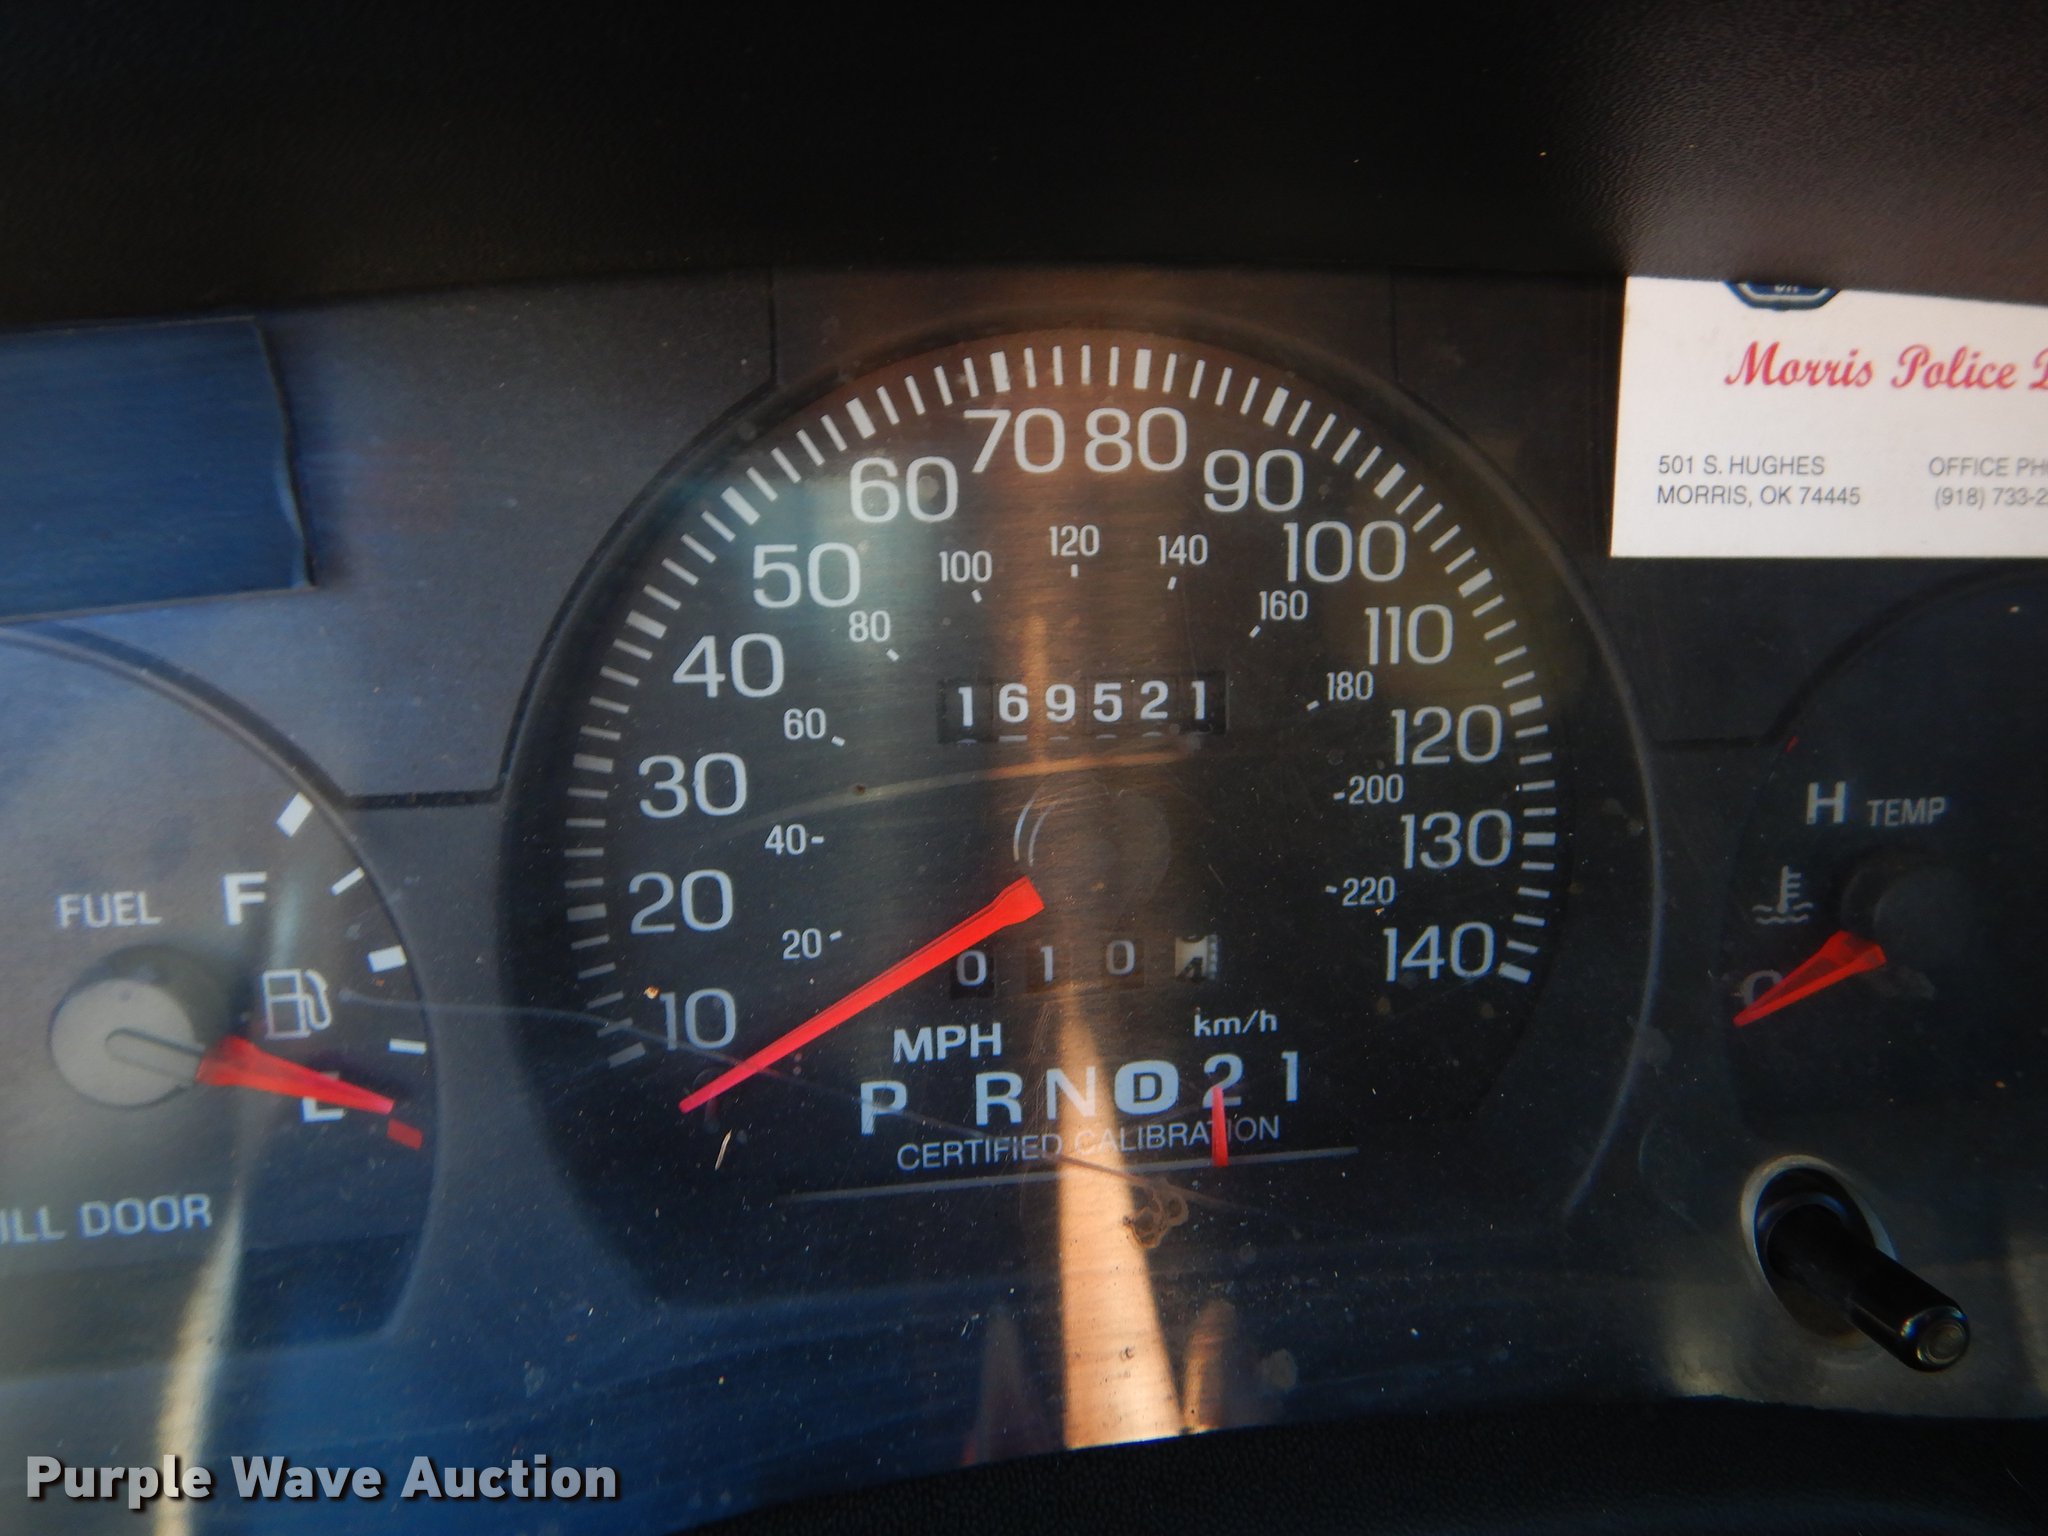 Morris Police
501 S. HUGHES
MORRIS, OK 74445
OFFICE PH
(918) 733-2
10 20 30 40 50 60 70 80 90 100 110 120 130 140
20 40 60 80 100 120 140 160 180 200 220
169521
010
MPH
km/h
P R N D 2 1
CERTIFIED CALIBRATION
FUEL
F
E
ILL DOOR
H TEMP
Purple Wave Auction